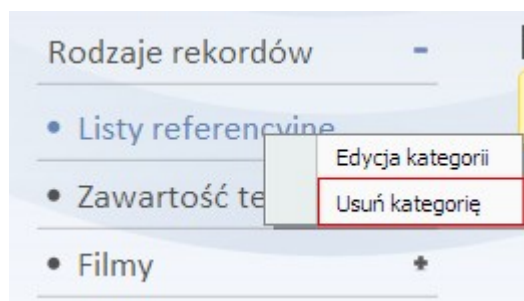 Rodzaje rekordów -
• Listy referencyjne
Edycja kategorii
• Zawartość te
Usuń kategorię
• Filmy +